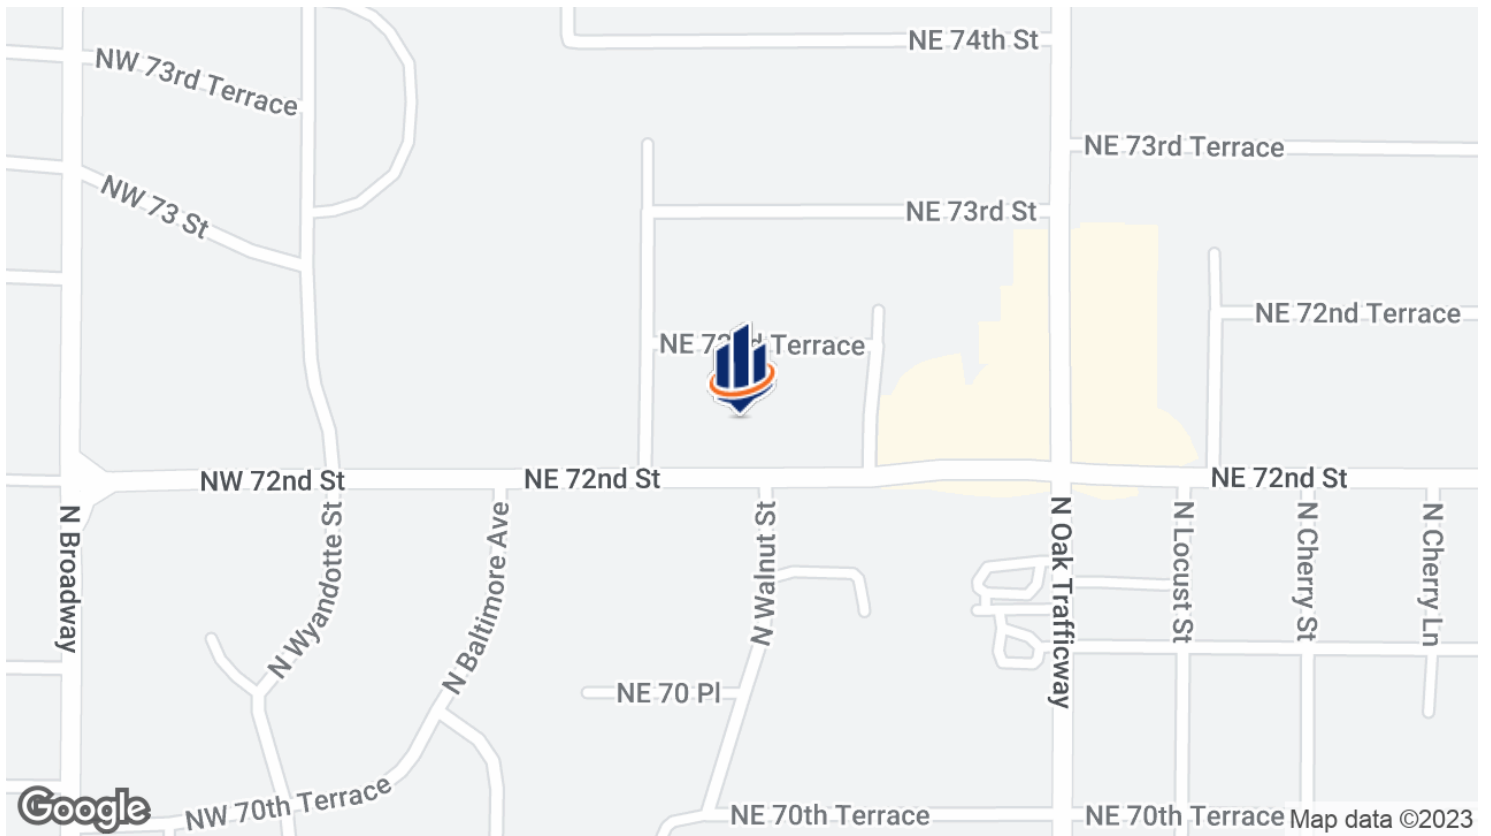 NE 74th St
NW 73rd Terrace
NE 73rd Terrace
NW 73 St
NE 73rd St
NE 72nd Terrace
NE 72nd Terrace
NW 72nd St
NE 72nd St
NE 72nd St
N Broadway
N Wyandotte St
N Baltimore Ave
N Walnut St
N Oak Trafficway
N Locust St
N Cherry St
N Cherry Ln
NE 70 Pl
NW 70th Terrace
NE 70th Terrace
NE 70th Terrace
Google
Map data ©2023